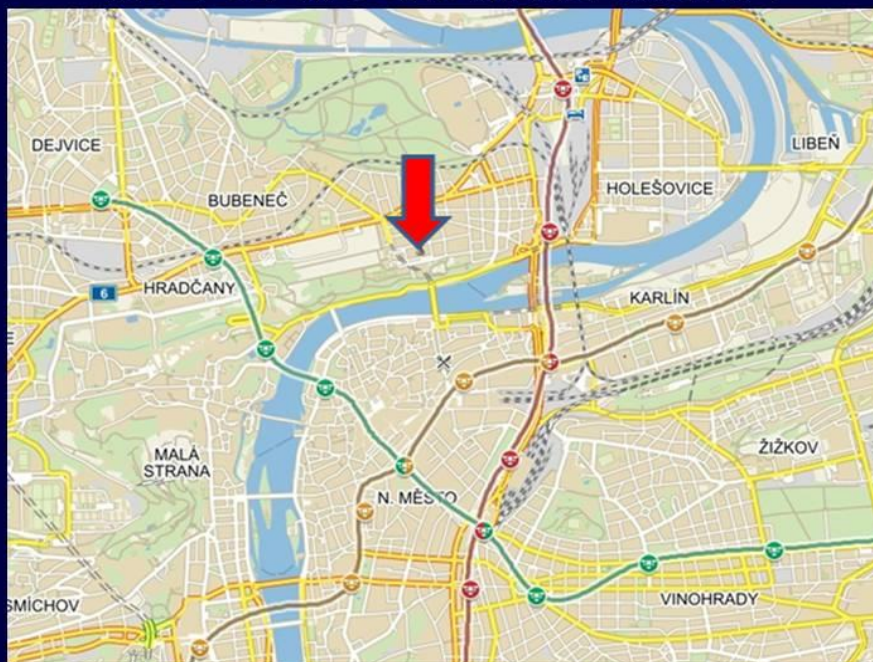 DEJVICE
LIBEŇ
BUBENEČ
HOLEŠOVICE
HRADČANY
6
KARLÍN
MALÁ
STRANA
ŽIŽKOV
N. MĚSTO
SMÍCHOV
VINOHRADY